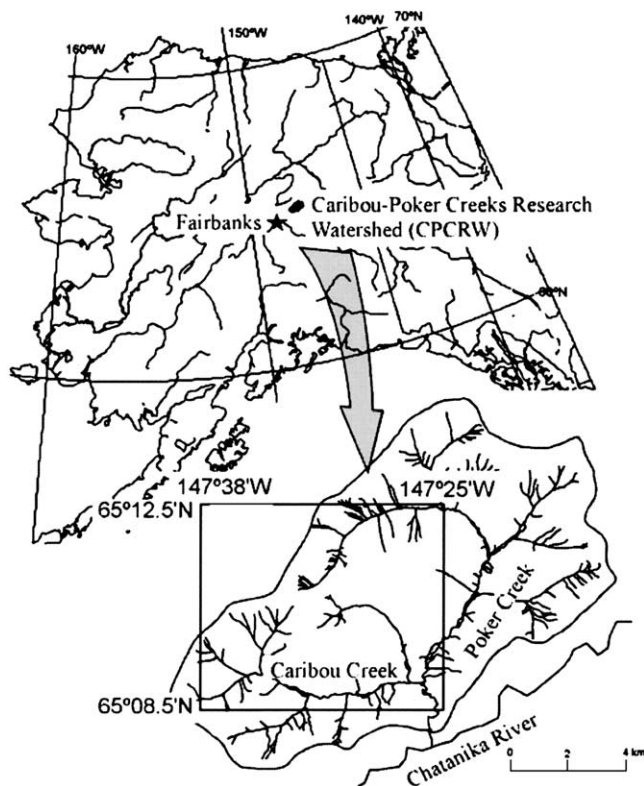 160°W
150°W
140°W
70°N
Fairbanks
Caribou-Poker Creeks Research
Watershed (CPCRW)
60°N
147°38'W
147°25'W
65°12.5'N
Poker Creek
Caribou Creek
65°08.5'N
Chatanika River
0 2 4 km